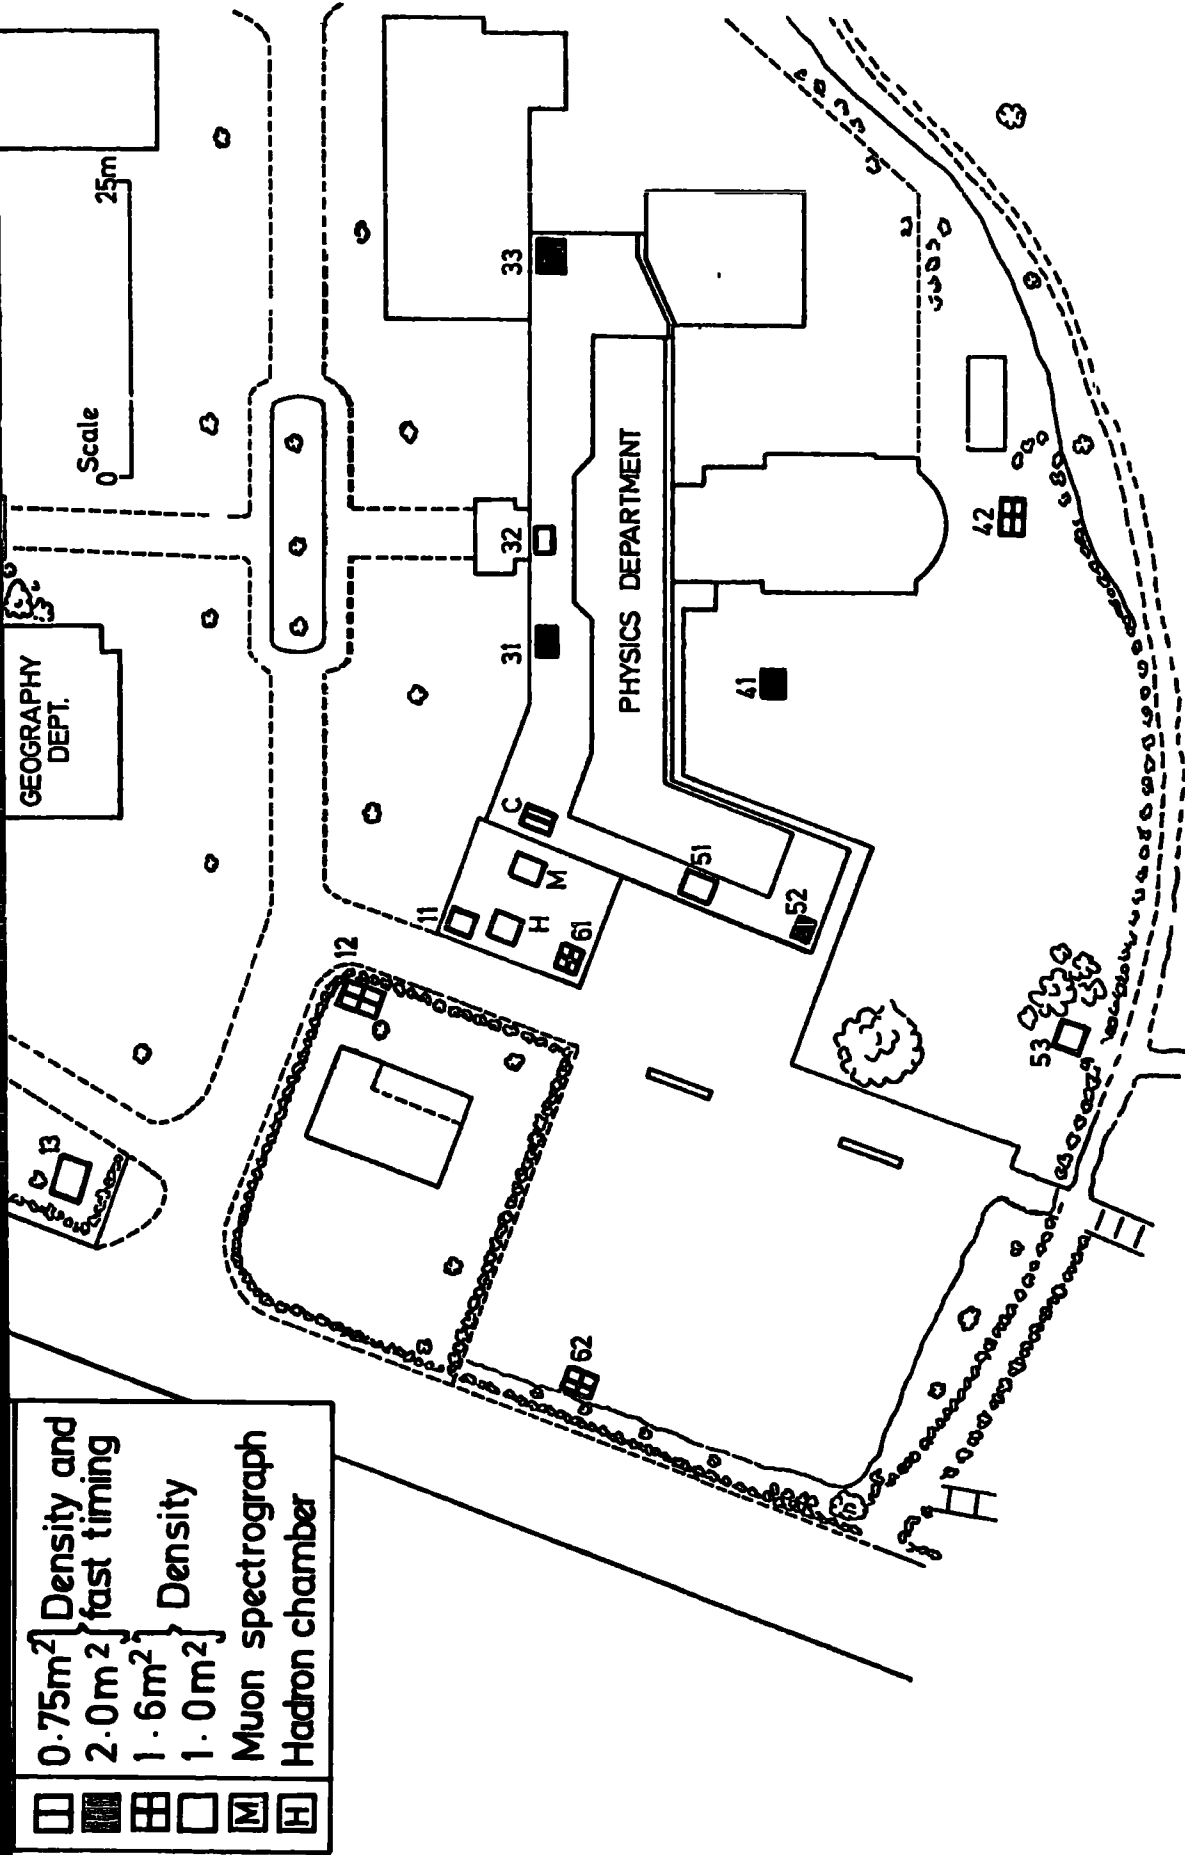 0·75m² } Density and
2·0m² } fast timing
1·6m² } Density
1·0m² }
M Muon spectrograph
H Hadron chamber
GEOGRAPHY
DEPT.
Scale
0 25m
13
12
11
H
M
C
61
62
31
32
33
PHYSICS DEPARTMENT
51
52
53
41
42